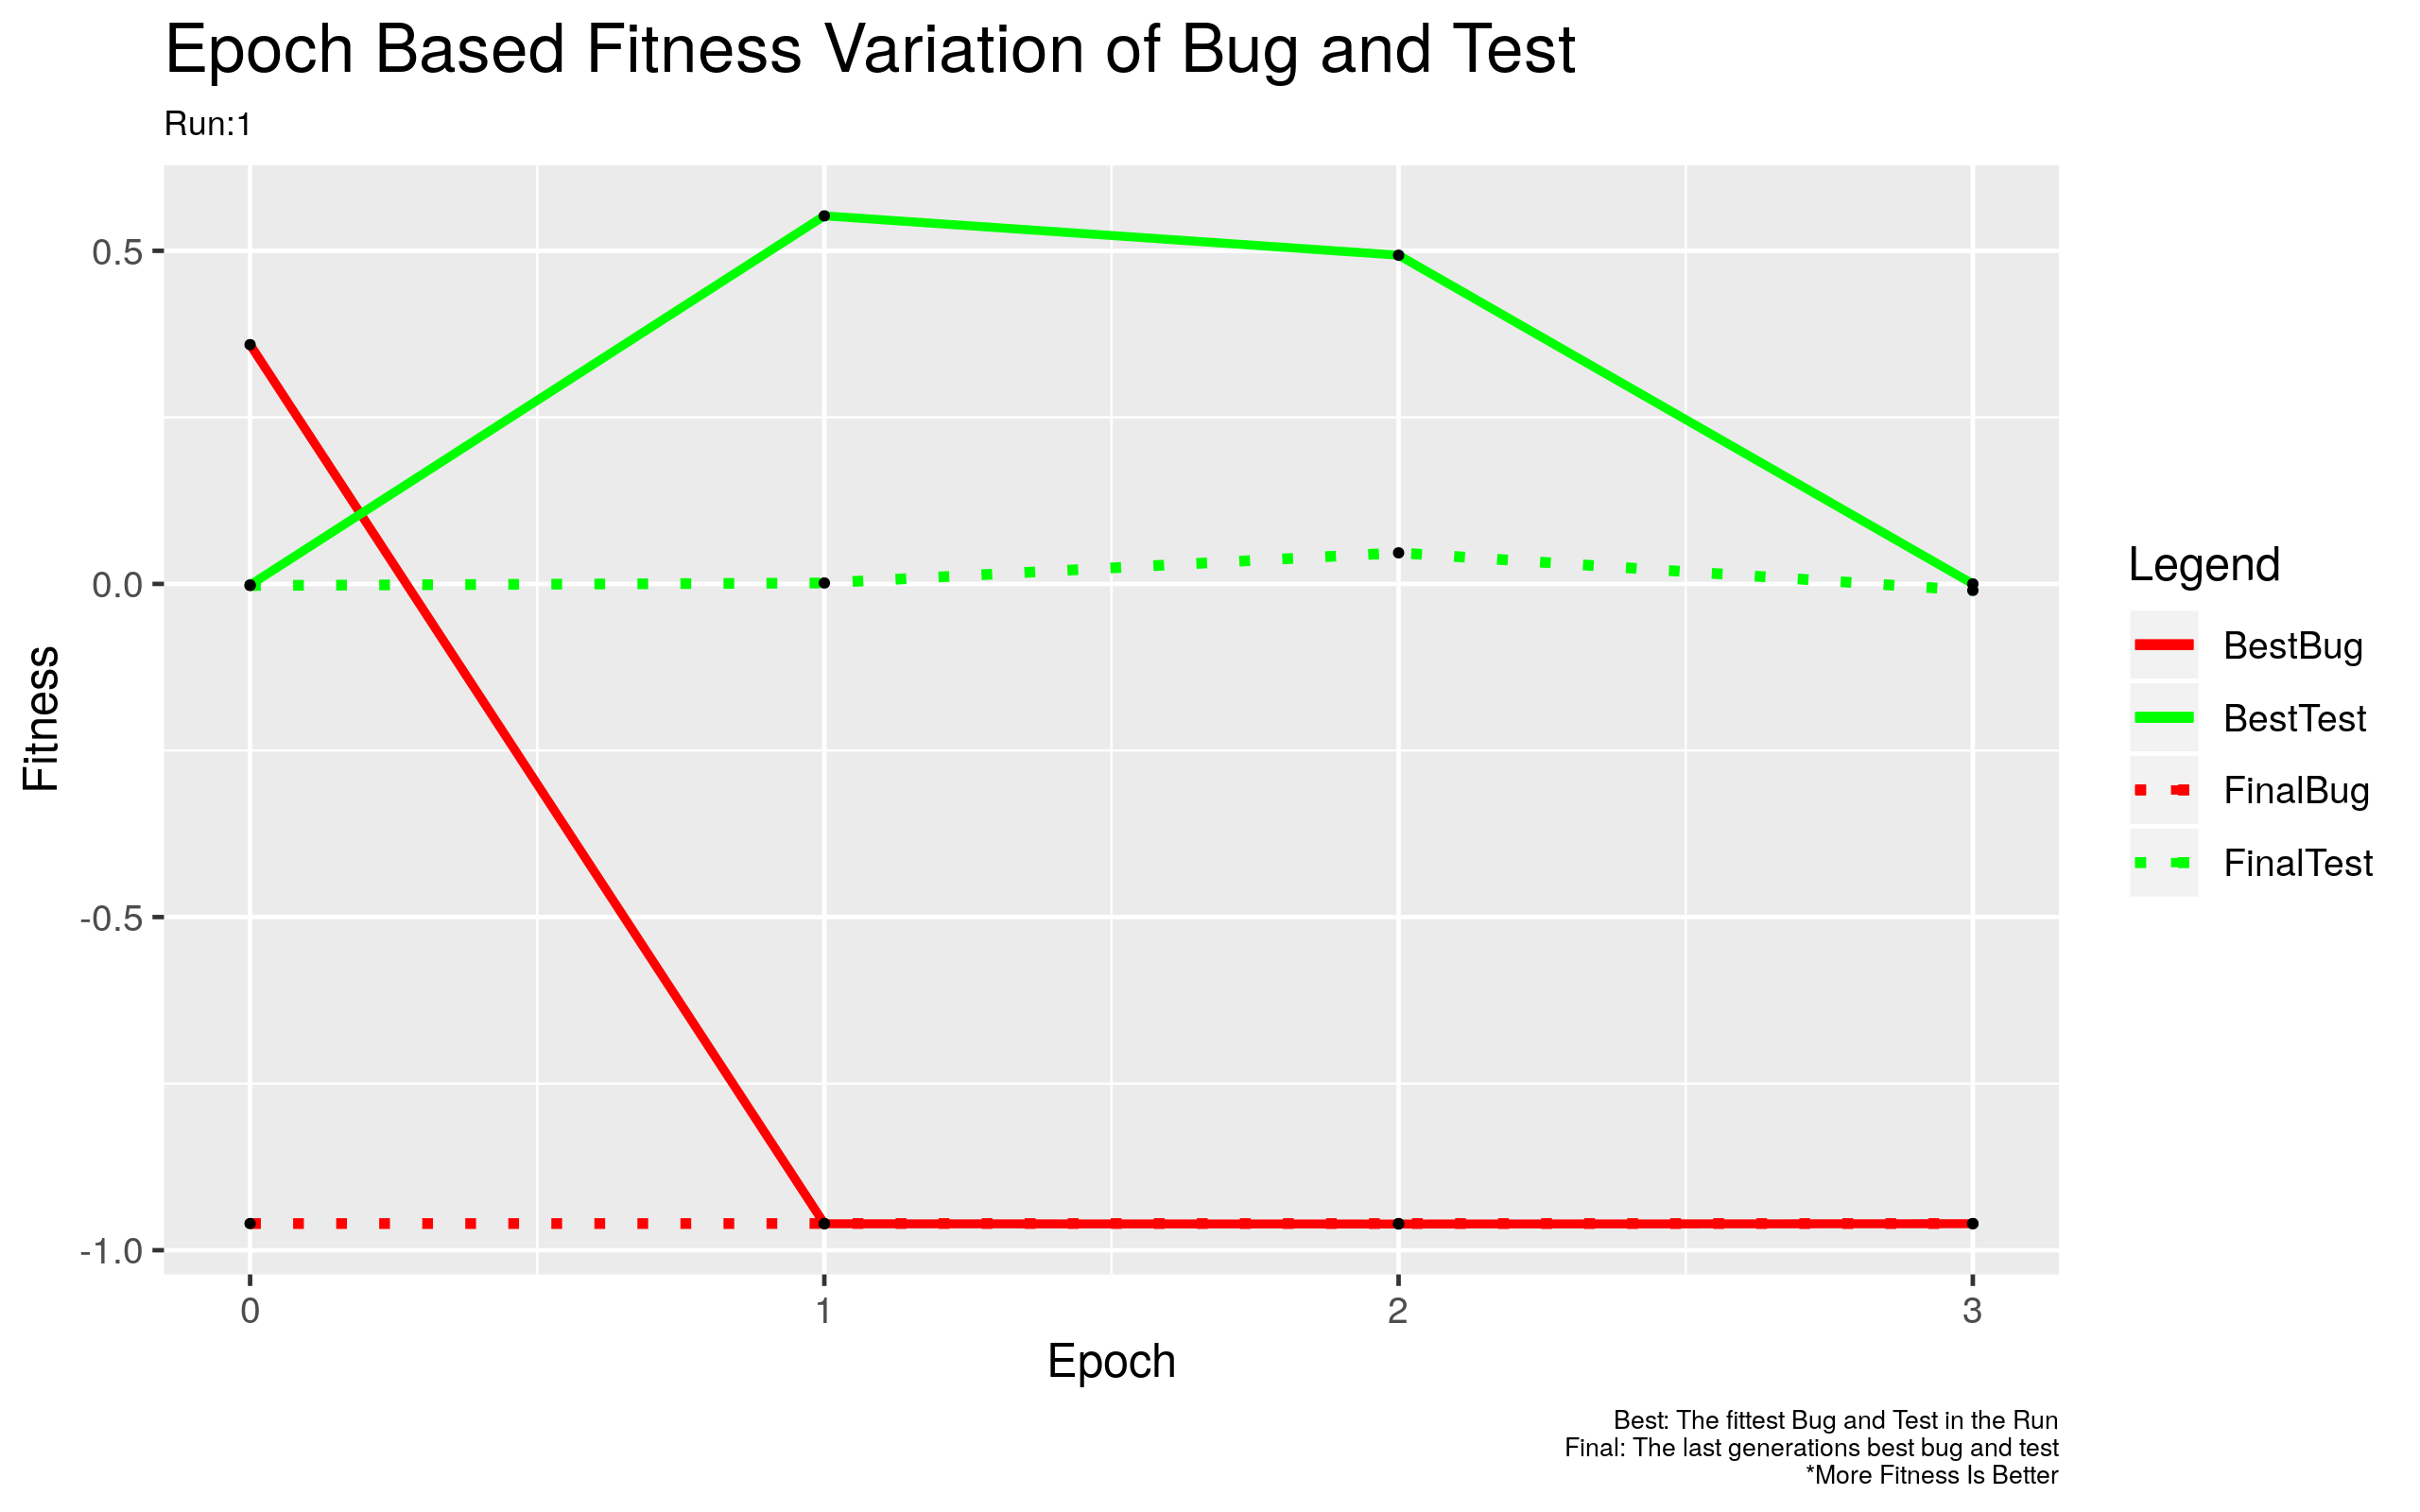 Epoch Based Fitness Variation of Bug and Test
Run:1
0.5
0.0
-0.5
-1.0
Fitness
0
1
2
3
Epoch
Legend
BestBug
BestTest
FinalBug
FinalTest
Best: The fittest Bug and Test in the Run
Final: The last generations best bug and test
*More Fitness Is Better